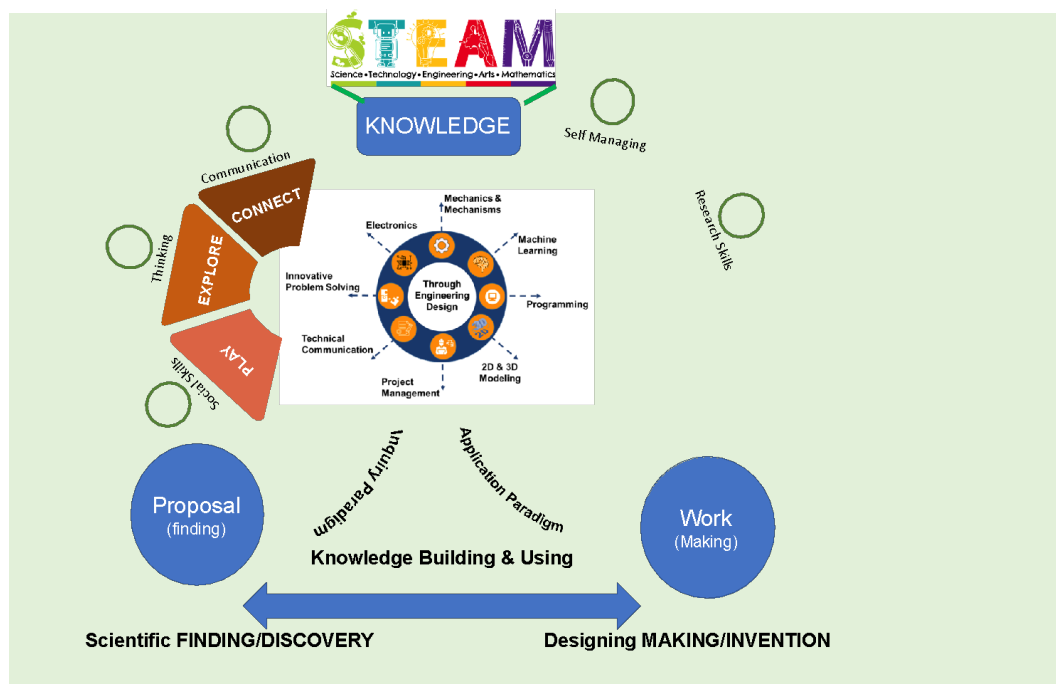 STEAM
Science•Technology•Engineering•Arts•Mathematics
KNOWLEDGE
Self Managing
Communication
CONNECT
Research Skills
Thinking
EXPLORE
Social Skills
PLAY
Mechanics &
Mechanisms
Electronics
Machine
Learning
Innovative
Problem Solving
Through
Engineering
Design
Programming
Technical
Communication
2D & 3D
Modeling
Project
Management
Inquiry Paradigm
Application Paradigm
Proposal
(finding)
Work
(Making)
Knowledge Building & Using
Scientific FINDING/DISCOVERY
Designing MAKING/INVENTION